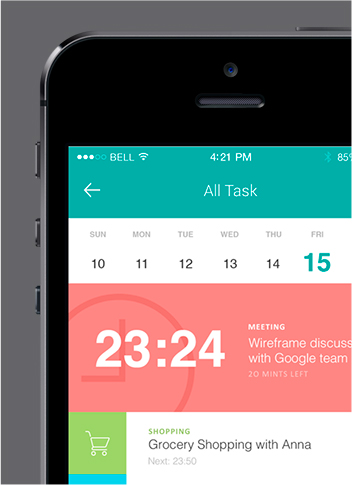 BELL 4:21 PM 85%
All Task
SUN MON TUE WED THU FRI
10 11 12 13 14 15
23:24
MEETING
Wireframe discuss
with Google team
20 MINTS LEFT
SHOPPING
Grocery Shopping with Anna
Next: 23:50